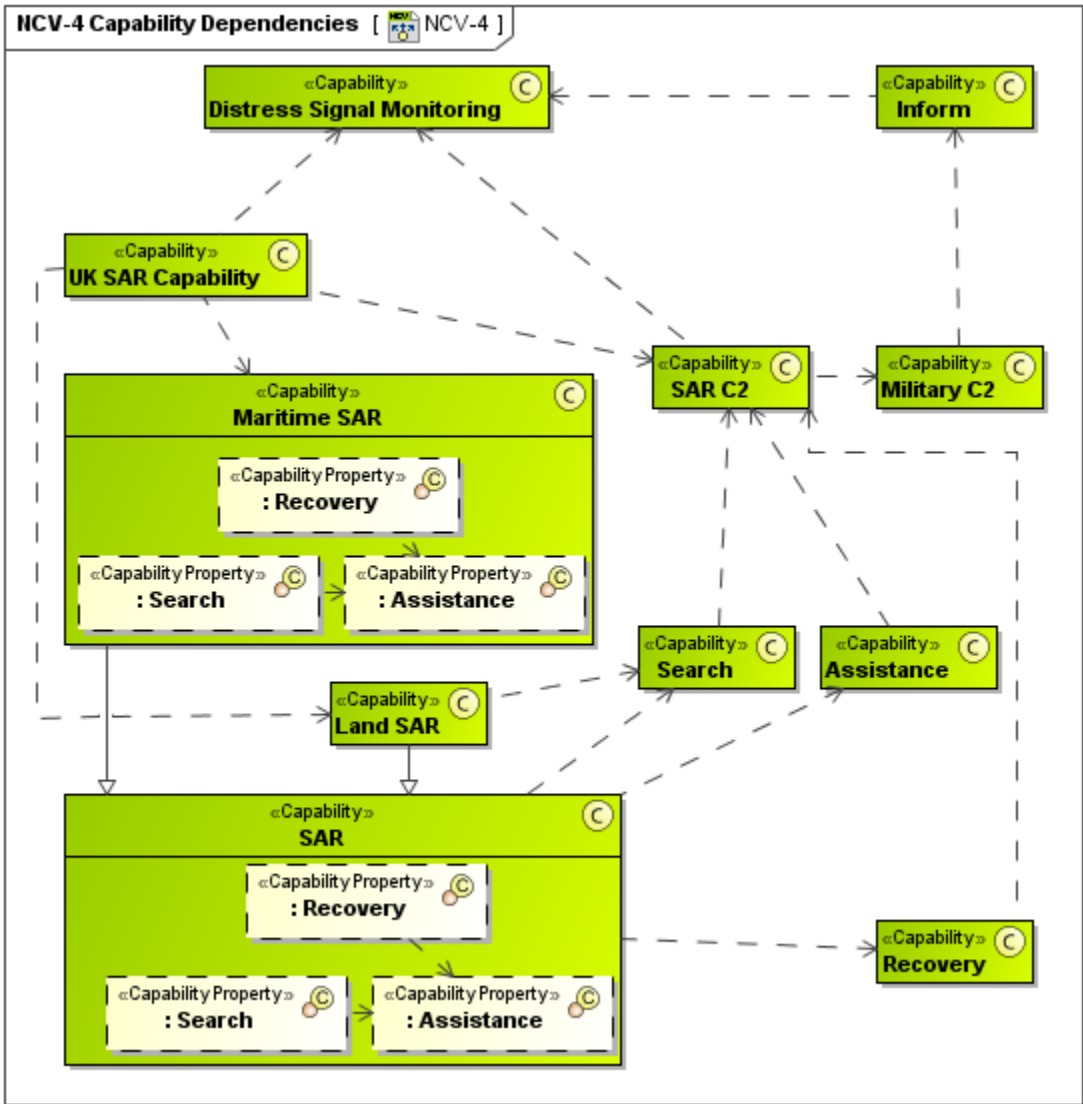 NCV-4 Capability Dependencies [ NCV NCV-4 ]
«Capability» C
Distress Signal Monitoring
«Capability» C
Inform
«Capability» C
UK SAR Capability
«Capability» C
SAR C2
«Capability» C
Military C2
«Capability» C
Maritime SAR
«Capability Property» C
: Recovery
«Capability Property» C
: Search
«Capability Property» C
: Assistance
«Capability» C
Search
«Capability» C
Assistance
«Capability» C
Land SAR
«Capability» C
SAR
«Capability Property» C
: Recovery
«Capability Property» C
: Search
«Capability Property» C
: Assistance
«Capability» C
Recovery